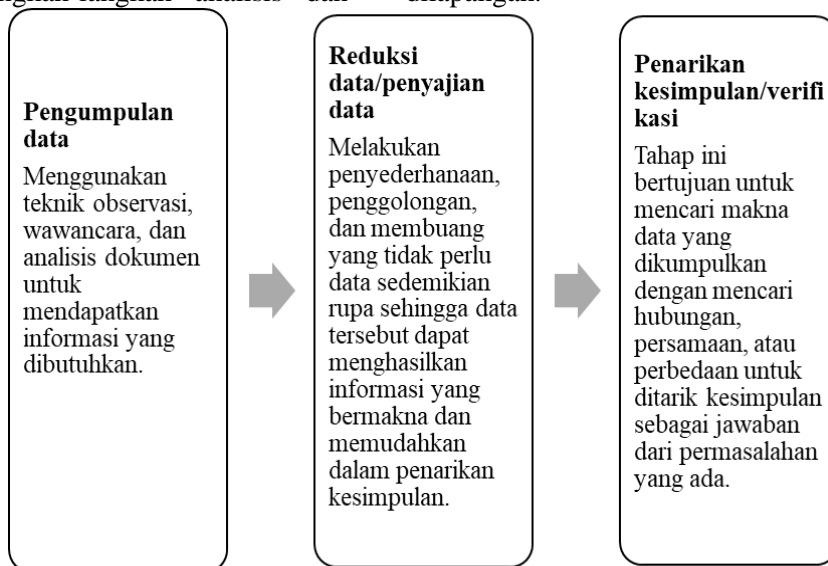 analisis
Pengumpulan
data
Menggunakan
teknik observasi,
wawancara, dan
analisis dokumen
untuk
mendapatkan
informasi yang
dibutuhkan.
Reduksi
data/penyajian
data
Melakukan
penyederhanaan,
penggolongan,
dan membuang
yang tidak perlu
data sedemikian
rupa sehingga data
tersebut dapat
menghasilkan
informasi yang
bermakna dan
memudahkan
dalam penarikan
kesimpulan.
Penarikan
kesimpulan/verifi
kasi
Tahap ini
bertujuan untuk
mencari makna
data yang
dikumpulkan
dengan mencari
hubungan,
persamaan, atau
perbedaan untuk
ditarik kesimpulan
sebagai jawaban
dari permasalahan
yang ada.